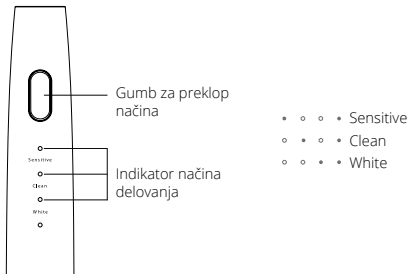 Gumb za preklop
načina
Sensitive
Clean
White
Sensitive
Clean
White
Indikator načina
delovanja